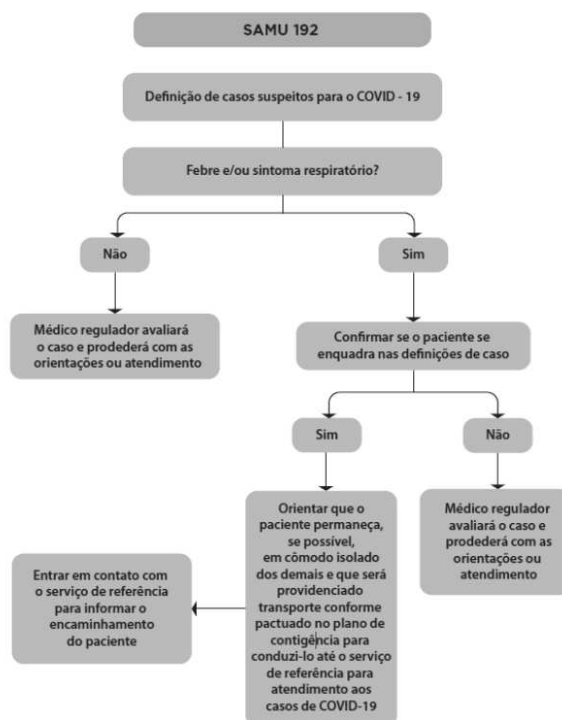 SAMU 192
Definição de casos suspeitos para o COVID - 19
Febre e/ou sintoma respiratório?
Não
Sim
Médico regulador avaliará
o caso e prodederá com as
orientações ou atendimento
Confirmar se o paciente se
enquadra nas definições de caso
Sim
Não
Orientar que o
paciente permaneça,
se possível,
em cômodo isolado
dos demais e que será
providenciado
transporte conforme
pactuado no plano de
contigência para
conduzi-lo até o serviço
de referência para
atendimento aos
casos de COVID-19
Médico regulador
avaliará o caso e
prodederá com as
orientações ou
atendimento
Entrar em contato com
o serviço de referência
para informar o
encaminhamento
do paciente